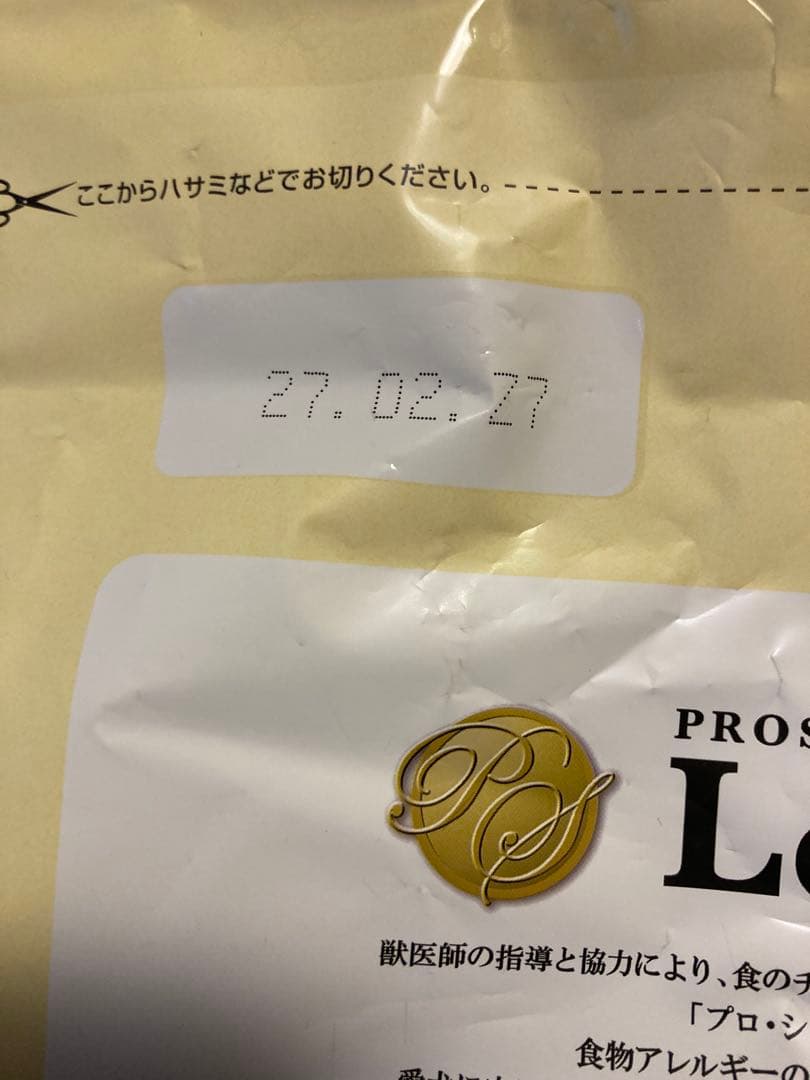 ここからハサミなどでお切りください。
27.02.27
PS
PROS
Le
獣医師の指導と協力により、食のチ
「プロ・シ
食物アレルギーの